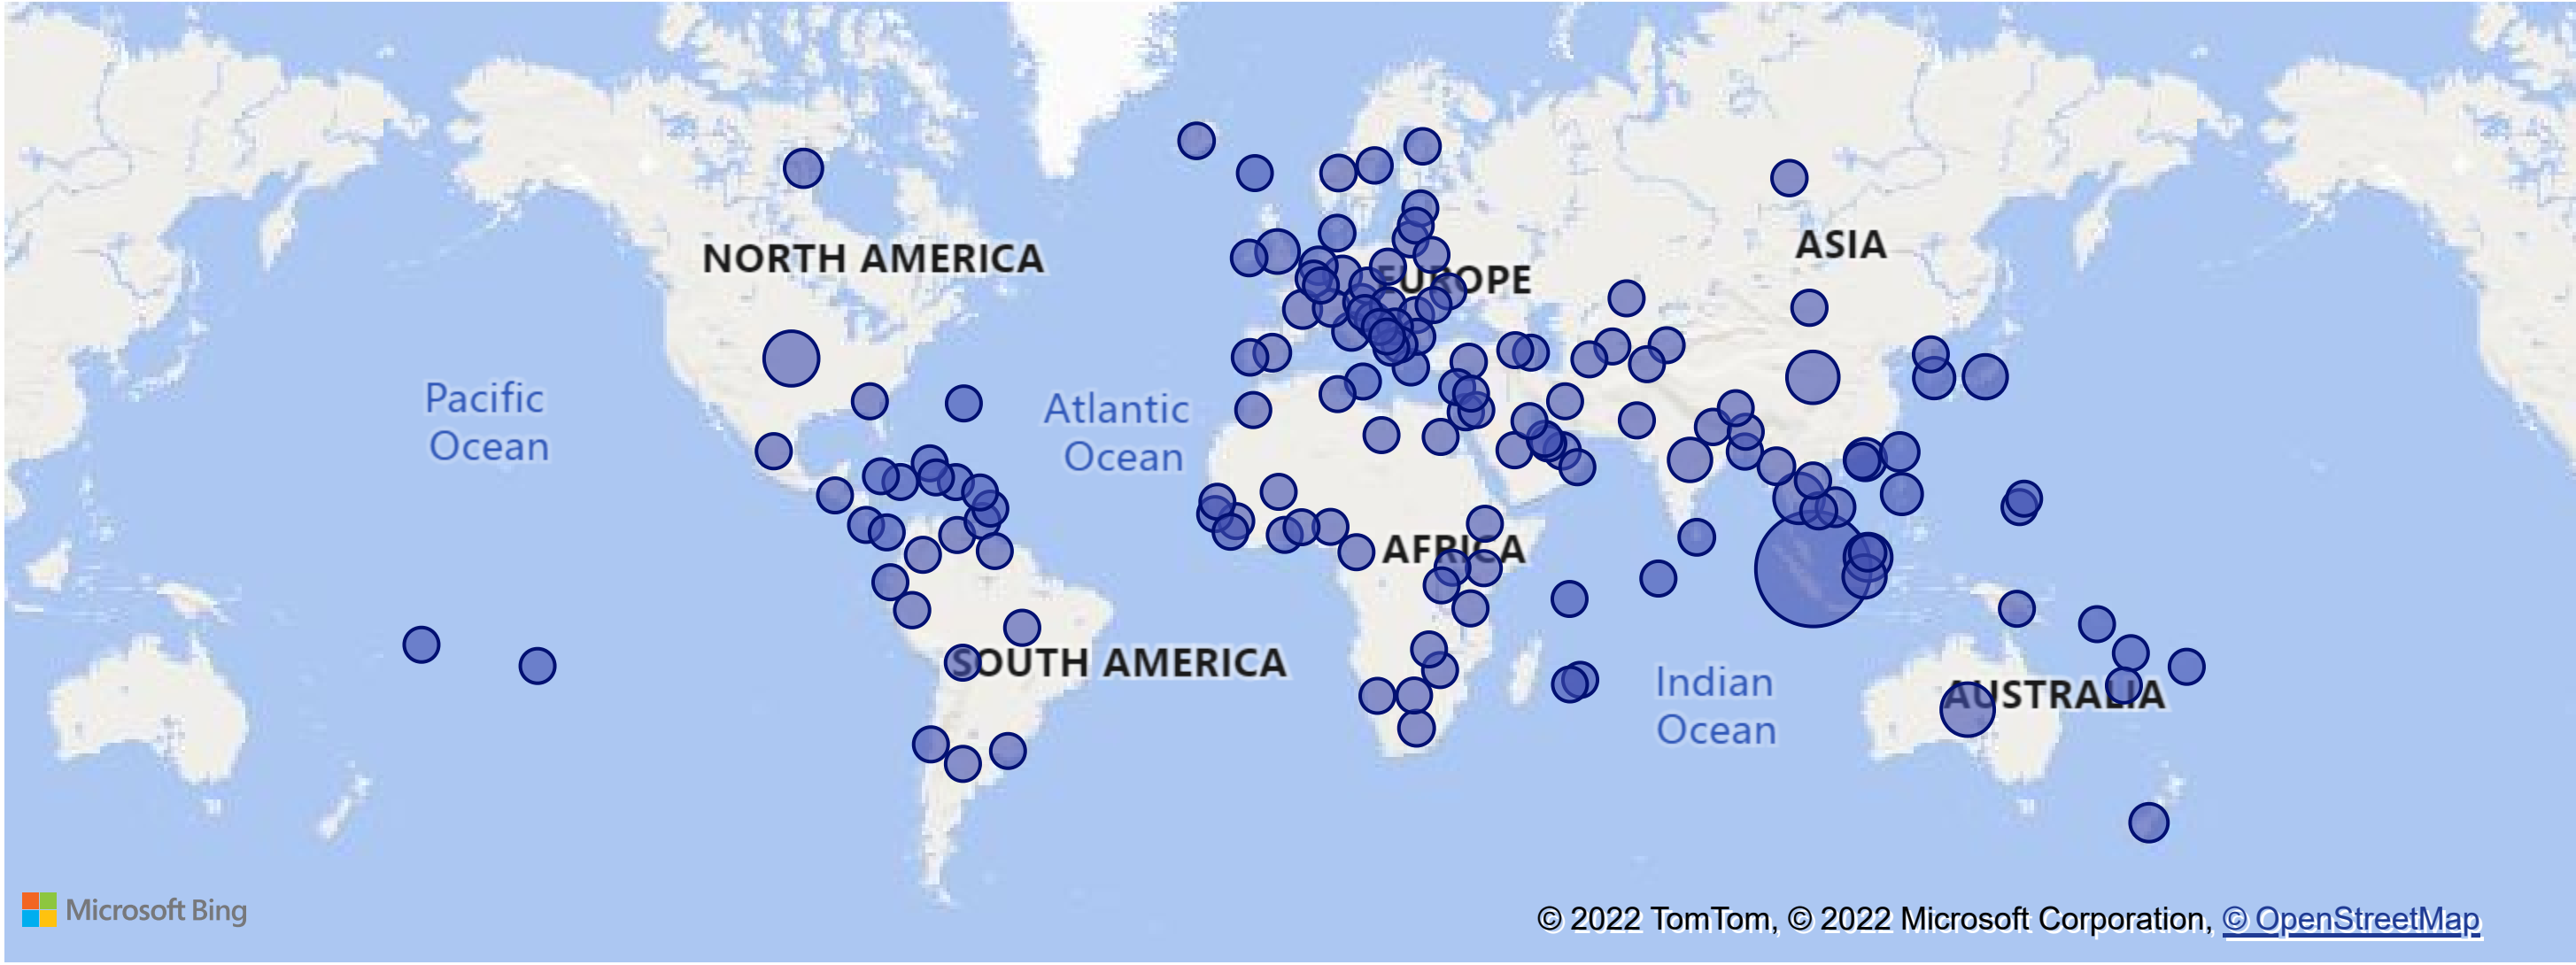 NORTH AMERICA
ASIA
EUROPE
Pacific
Ocean
Atlantic
Ocean
AFRICA
SOUTH AMERICA
Indian
Ocean
AUSTRALIA
Microsoft Bing
© 2022 TomTom, © 2022 Microsoft Corporation, © OpenStreetMap